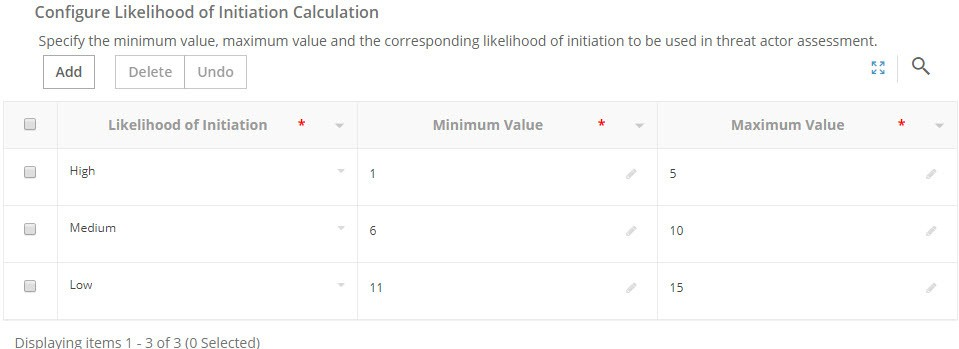 Configure Likelihood of Initiation Calculation
Specify the minimum value, maximum value and the corresponding likelihood of initiation to be used in threat actor assessment.
Add Delete Undo
Likelihood of Initiation * Minimum Value * Maximum Value *
High 1 5
Medium 6 10
Low 11 15
Displaying items 1 - 3 of 3 (0 Selected)